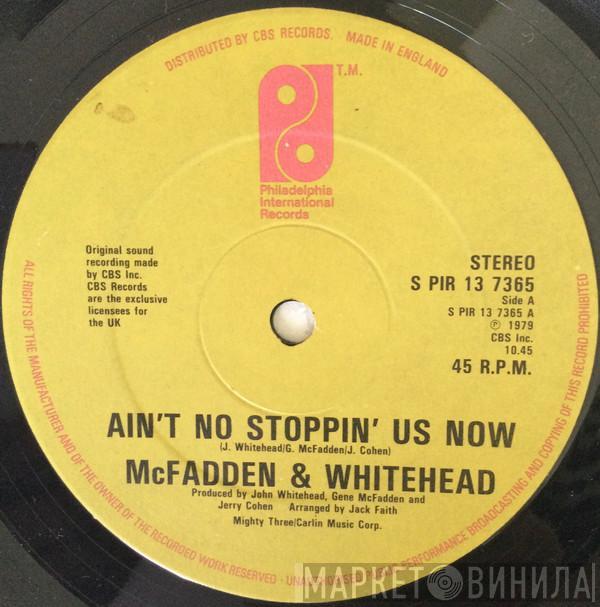 DISTRIBUTED BY CBS RECORDS. MADE IN ENGLAND
T.M.
Philadelphia
International
Records
Original sound
recording made
by CBS Inc.
CBS Records
are the exclusive
licensees for
the UK
STEREO
S PIR 13 7365
Side A
S PIR 13 7365 A
℗ 1979
CBS Inc.
10.45
45 R.P.M.
AIN'T NO STOPPIN' US NOW
(J. Whitehead/G. McFadden/J. Cohen)
McFADDEN & WHITEHEAD
Produced by John Whitehead, Gene McFadden and
Jerry Cohen Arranged by Jack Faith
Mighty Three/Carlin Music Corp.
ALL RIGHTS OF THE MANUFACTURER AND OF THE OWNER OF THE RECORDED WORK RESERVED · UNAUTHORISED PUBLIC PERFORMANCE BROADCASTING AND COPYING OF THIS RECORD PROHIBITED
МАРКЕТ ВИНИЛА